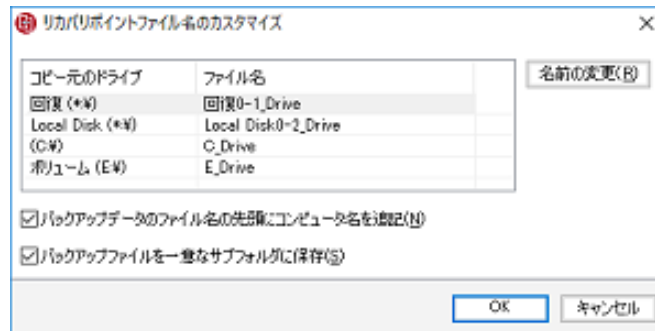 リカバリポイントファイル名のカスタマイズ
コピー元のドライブ ファイル名
名前の変更(R)
回復 (*:¥) 回復0-1_Drive
Local Disk (*:¥) Local Disk0-2_Drive
(C:¥) C_Drive
ボリューム (E:¥) E_Drive
バックアップデータのファイル名の先頭にコンピュータ名を追記(N)
バックアップファイルを一意なサブフォルダに保存(S)
OK キャンセル